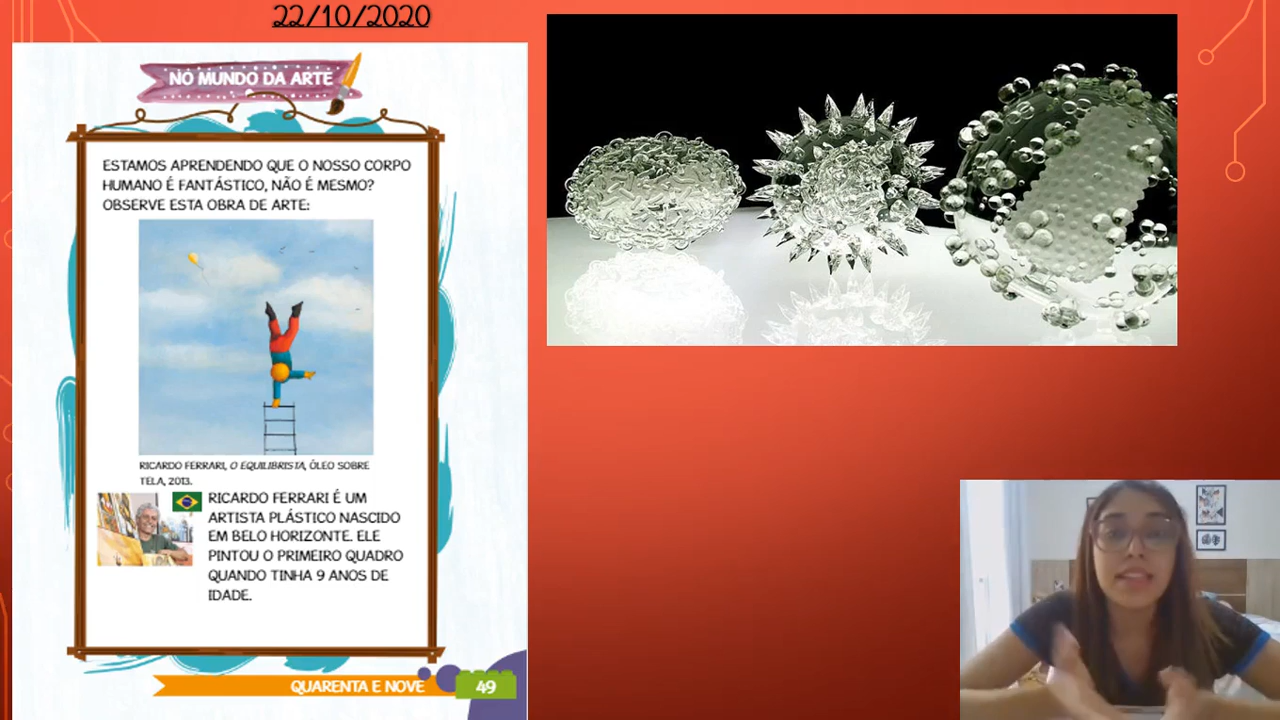 22/10/2020
NO MUNDO DA ARTE
ESTAMOS APRENDENDO QUE O NOSSO CORPO
HUMANO É FANTÁSTICO, NÃO É MESMO?
OBSERVE ESTA OBRA DE ARTE:
RICARDO FERRARI, O EQUILIBRISTA, ÓLEO SOBRE
TELA, 2013.
RICARDO FERRARI É UM
ARTISTA PLÁSTICO NASCIDO
EM BELO HORIZONTE. ELE
PINTOU O PRIMEIRO QUADRO
QUANDO TINHA 9 ANOS DE
IDADE.
QUARENTA E NOVE
49